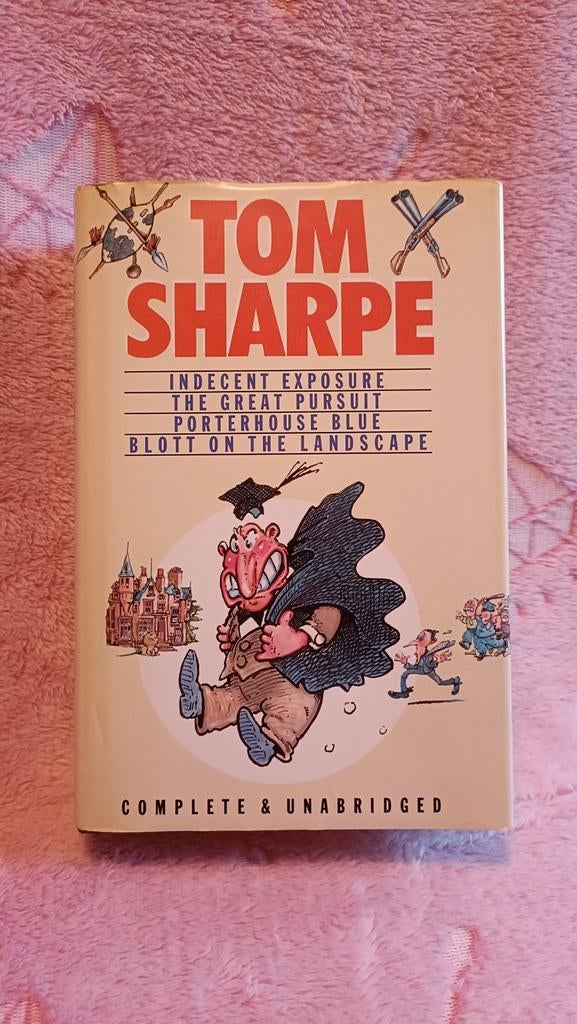 TOM
SHARPE
INDECENT EXPOSURE
THE GREAT PURSUIT
PORTERHOUSE BLUE
BLOTT ON THE LANDSCAPE
COMPLETE & UNABRIDGED